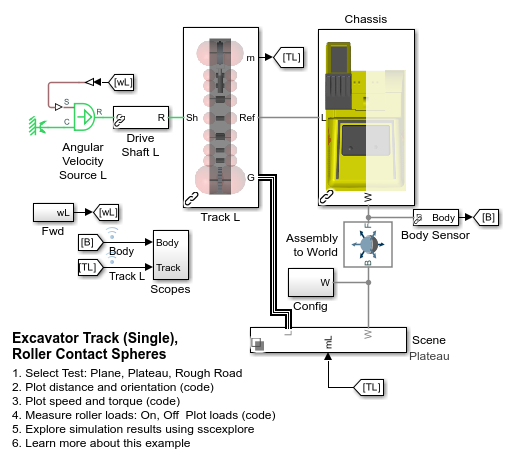 Chassis
m
[TL]
[wL]
S
R
C
R
Sh
Ref
L
Angular
Velocity
Source L
Drive
Shaft L
G
Track L
W
wL
[wL]
Fwd
F
B
Body
[B]
Body Sensor
[B]
Body
Body
[TL]
Track L
Track
Scopes
Assembly
to World
B
W
Config
L
mL
W
Scene
Plateau
[TL]
Excavator Track (Single),
Roller Contact Spheres
1. Select Test: Plane, Plateau, Rough Road
2. Plot distance and orientation (code)
3. Plot speed and torque (code)
4. Measure roller loads: On, Off Plot loads (code)
5. Explore simulation results using sscexplore
6. Learn more about this example